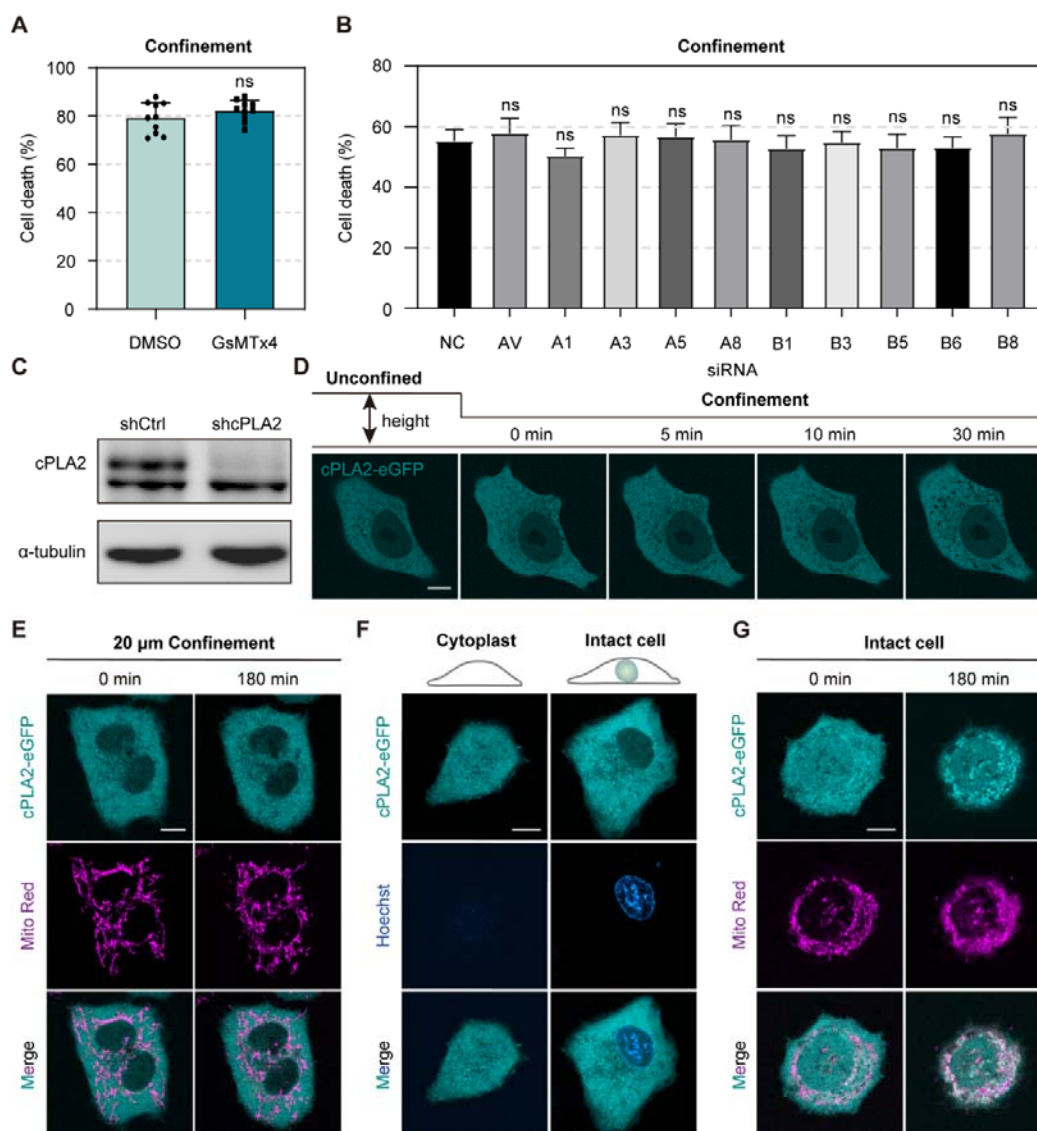 A
Confinement
Cell death (%)
100
80
60
40
20
0
ns
DMSO
GsMTx4
B
Confinement
Cell death (%)
80
60
40
20
0
ns
ns
ns
ns
ns
ns
ns
ns
ns
ns
NC
AV
A1
A3
A5
A8
B1
B3
B5
B6
B8
siRNA
C
shCtrl
shcPLA2
cPLA2
α-tubulin
D
Unconfined
height
Confinement
0 min
5 min
10 min
30 min
cPLA2-eGFP
E
20 μm Confinement
0 min
180 min
cPLA2-eGFP
Mito Red
Merge
F
Cytoplast
Intact cell
cPLA2-eGFP
Hoechst
Merge
G
Intact cell
0 min
180 min
cPLA2-eGFP
Mito Red
Merge